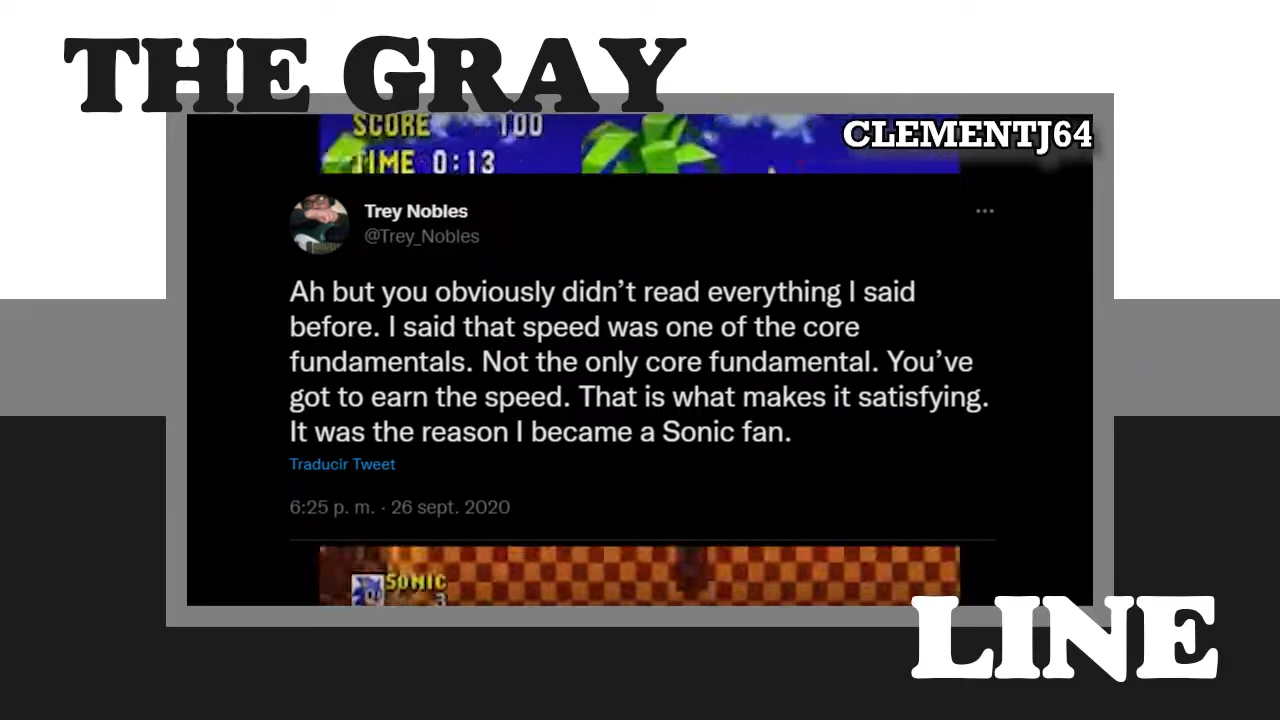 THE GRAY
CLEMENTJ64
SCORE 100
TIME 0:13
Trey Nobles
@Trey_Nobles
Ah but you obviously didn’t read everything I said
before. I said that speed was one of the core
fundamentals. Not the only core fundamental. You’ve
got to earn the speed. That is what makes it satisfying.
It was the reason I became a Sonic fan.
Traducir Tweet
6:25 p. m. · 26 sept. 2020
SONIC
3
LINE